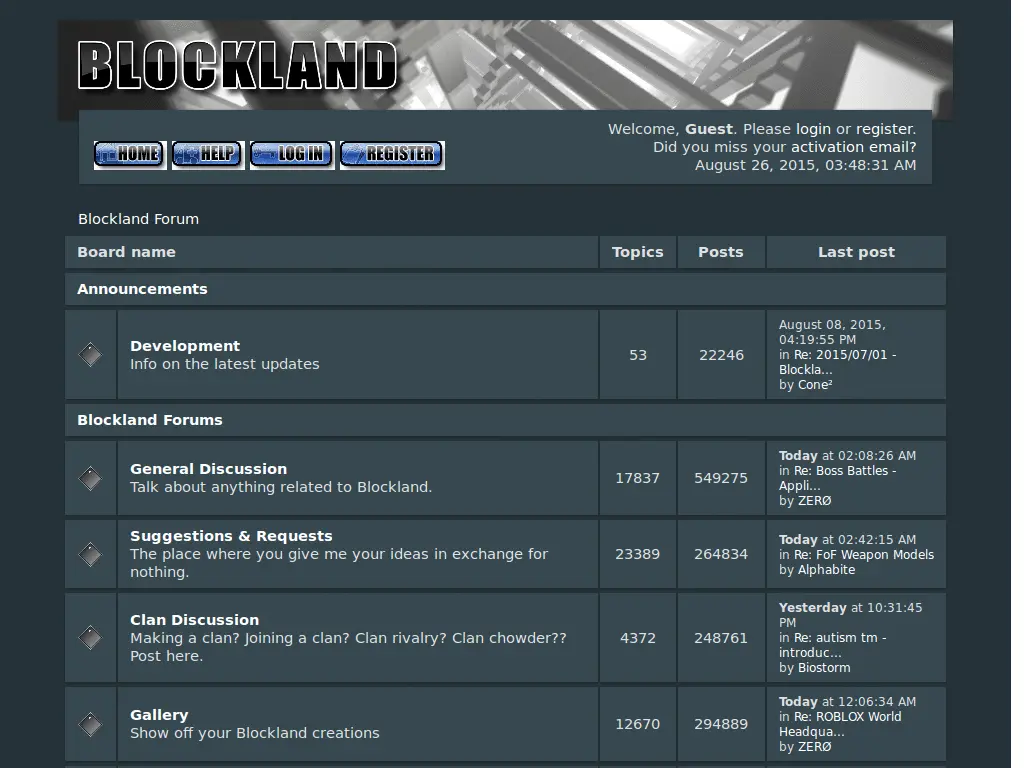 BLOCKLAND
HOME HELP LOG IN REGISTER
Welcome, Guest. Please login or register.
Did you miss your activation email?
August 26, 2015, 03:48:31 AM
Blockland Forum
Board name Topics Posts Last post
Announcements
Development
Info on the latest updates
53
22246
August 08, 2015,
04:19:55 PM
in Re: 2015/07/01 -
Blockla...
by Cone²
Blockland Forums
General Discussion
Talk about anything related to Blockland.
17837
549275
Today at 02:08:26 AM
in Re: Boss Battles -
Appli...
by ZERØ
Suggestions & Requests
The place where you give me your ideas in exchange for
nothing.
23389
264834
Today at 02:42:15 AM
in Re: FoF Weapon Models
by Alphabite
Clan Discussion
Making a clan? Joining a clan? Clan rivalry? Clan chowder??
Post here.
4372
248761
Yesterday at 10:31:45
PM
in Re: autism tm -
introduc...
by Biostorm
Gallery
Show off your Blockland creations
12670
294889
Today at 12:06:34 AM
in Re: ROBLOX World
Headqua...
by ZERØ